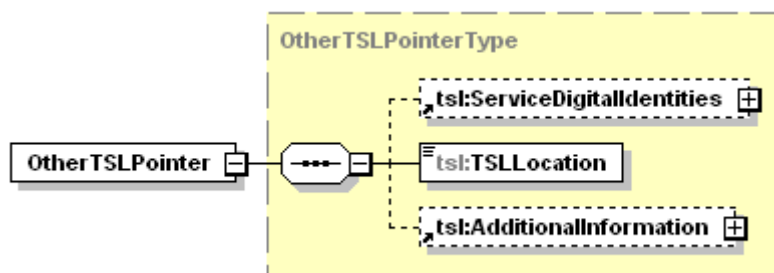 OtherTSLPointerType
tsl:ServiceDigitalIdentities
OtherTSLPointer
tsl:TSLLocation
tsl:AdditionalInformation